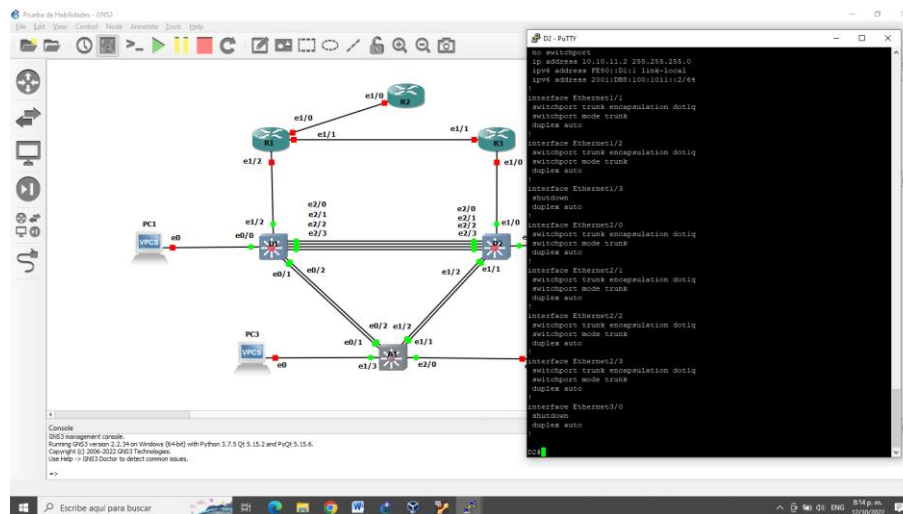 Prueba de Habilidades - GNS3
File Edit View Control Node Annotate Tools Help
e1/0
R2
e1/0
R1
e1/1
e1/1
R3
e1/2
e1/0
e2/0
e2/1
e2/2
e2/3
e2/0
e2/1
e2/2
e2/3
PC1
VPCS
e0
e0/0
e1/2
D1
D2
e1/0
e0/1
e0/2
e1/2
e1/1
PC3
VPCS
e0
e0/2 e1/2
e0/1
e1/1
A1
e1/3
e2/0
Console
GNS3 management console.
Running GNS3 version 2.2.34 on Windows (64-bit) with Python 3.7.5 Qt 5.15.2 and PyQt 5.15.6.
Copyright (c) 2006-2022 GNS3 Technologies.
Use Help -> GNS3 Doctor to detect common issues.
=>
D2 - PuTTY
no switchport
ip address 10.10.11.2 255.255.255.0
ipv6 address FE80::D1:1 link-local
ipv6 address 2001:DB8:100:1011::2/64
!
interface Ethernet1/1
switchport trunk encapsulation dot1q
switchport mode trunk
duplex auto
!
interface Ethernet1/2
switchport trunk encapsulation dot1q
switchport mode trunk
duplex auto
!
interface Ethernet1/3
shutdown
duplex auto
!
interface Ethernet2/0
switchport trunk encapsulation dot1q
switchport mode trunk
duplex auto
!
interface Ethernet2/1
switchport trunk encapsulation dot1q
switchport mode trunk
duplex auto
!
interface Ethernet2/2
switchport trunk encapsulation dot1q
switchport mode trunk
duplex auto
!
interface Ethernet2/3
switchport trunk encapsulation dot1q
switchport mode trunk
duplex auto
!
interface Ethernet3/0
shutdown
duplex auto
!
D2#
Escribe aquí para buscar
ENG
8:14 p. m.
12/10/2022